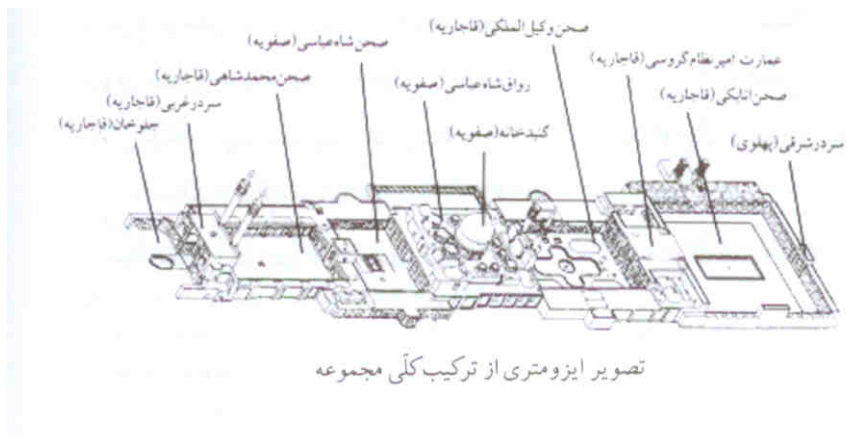 صحن وکیل الملکی (قاجاریه)
صحن شاه عباسی (صفویه)
عمارت امیر نظام گروسی (قاجاریه)
صحن محمدشاهی (قاجاریه)
رواق شاه عباسی (صفویه)
صحن اتابکی (قاجاریه)
سردر غربی (قاجاریه)
جلوخان (قاجاریه)
گنبدخانه (صفویه)
سردر شرقی (پهلوی)
تصویر ایزومتری از ترکیب کلّی مجموعه